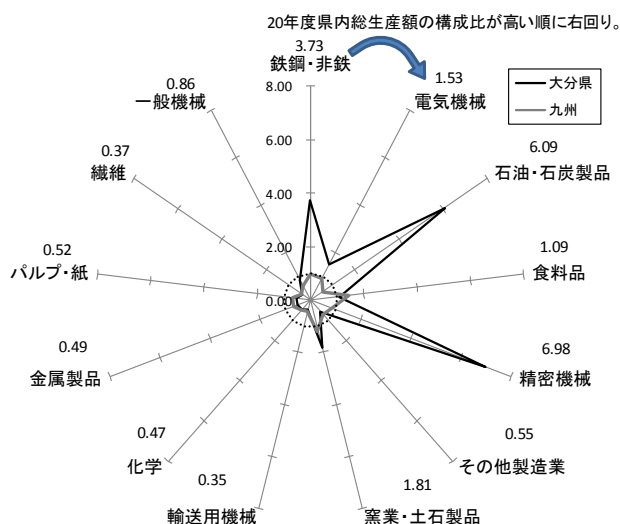 20年度県内総生産額の構成比が高い順に右回り。
3.73
鉄鋼・非鉄
1.53
電気機械
大分県
九州
6.09
石油・石炭製品
1.09
食料品
6.98
精密機械
0.55
その他製造業
1.81
窯業・土石製品
0.35
輸送用機械
0.47
化学
0.49
金属製品
0.52
パルプ・紙
0.37
繊維
0.86
一般機械
8.00
6.00
4.00
2.00
0.00